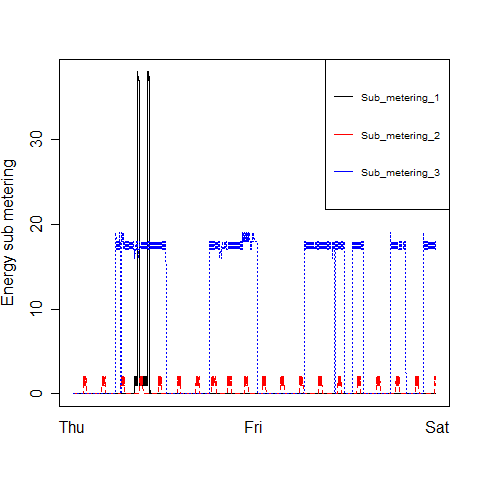 Energy sub metering
30
20
10
0
Sub_metering_1
Sub_metering_2
Sub_metering_3
Thu Fri Sat